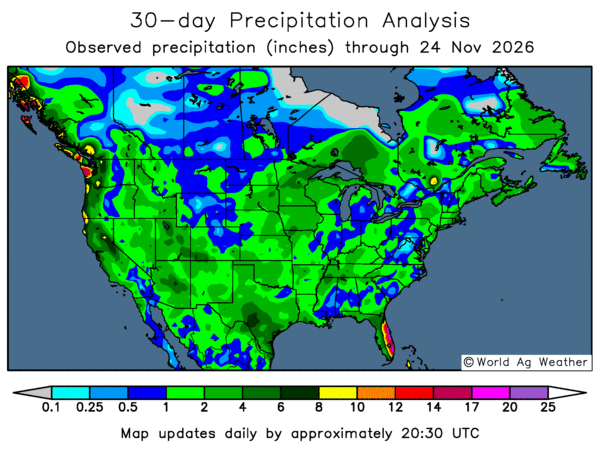 30-day Precipitation Analysis
Observed precipitation (inches) through 24 Nov 2026
© World Ag Weather
0.1 0.25 0.5 1 2 4 6 8 10 12 14 17 20 25
Map updates daily by approximately 20:30 UTC